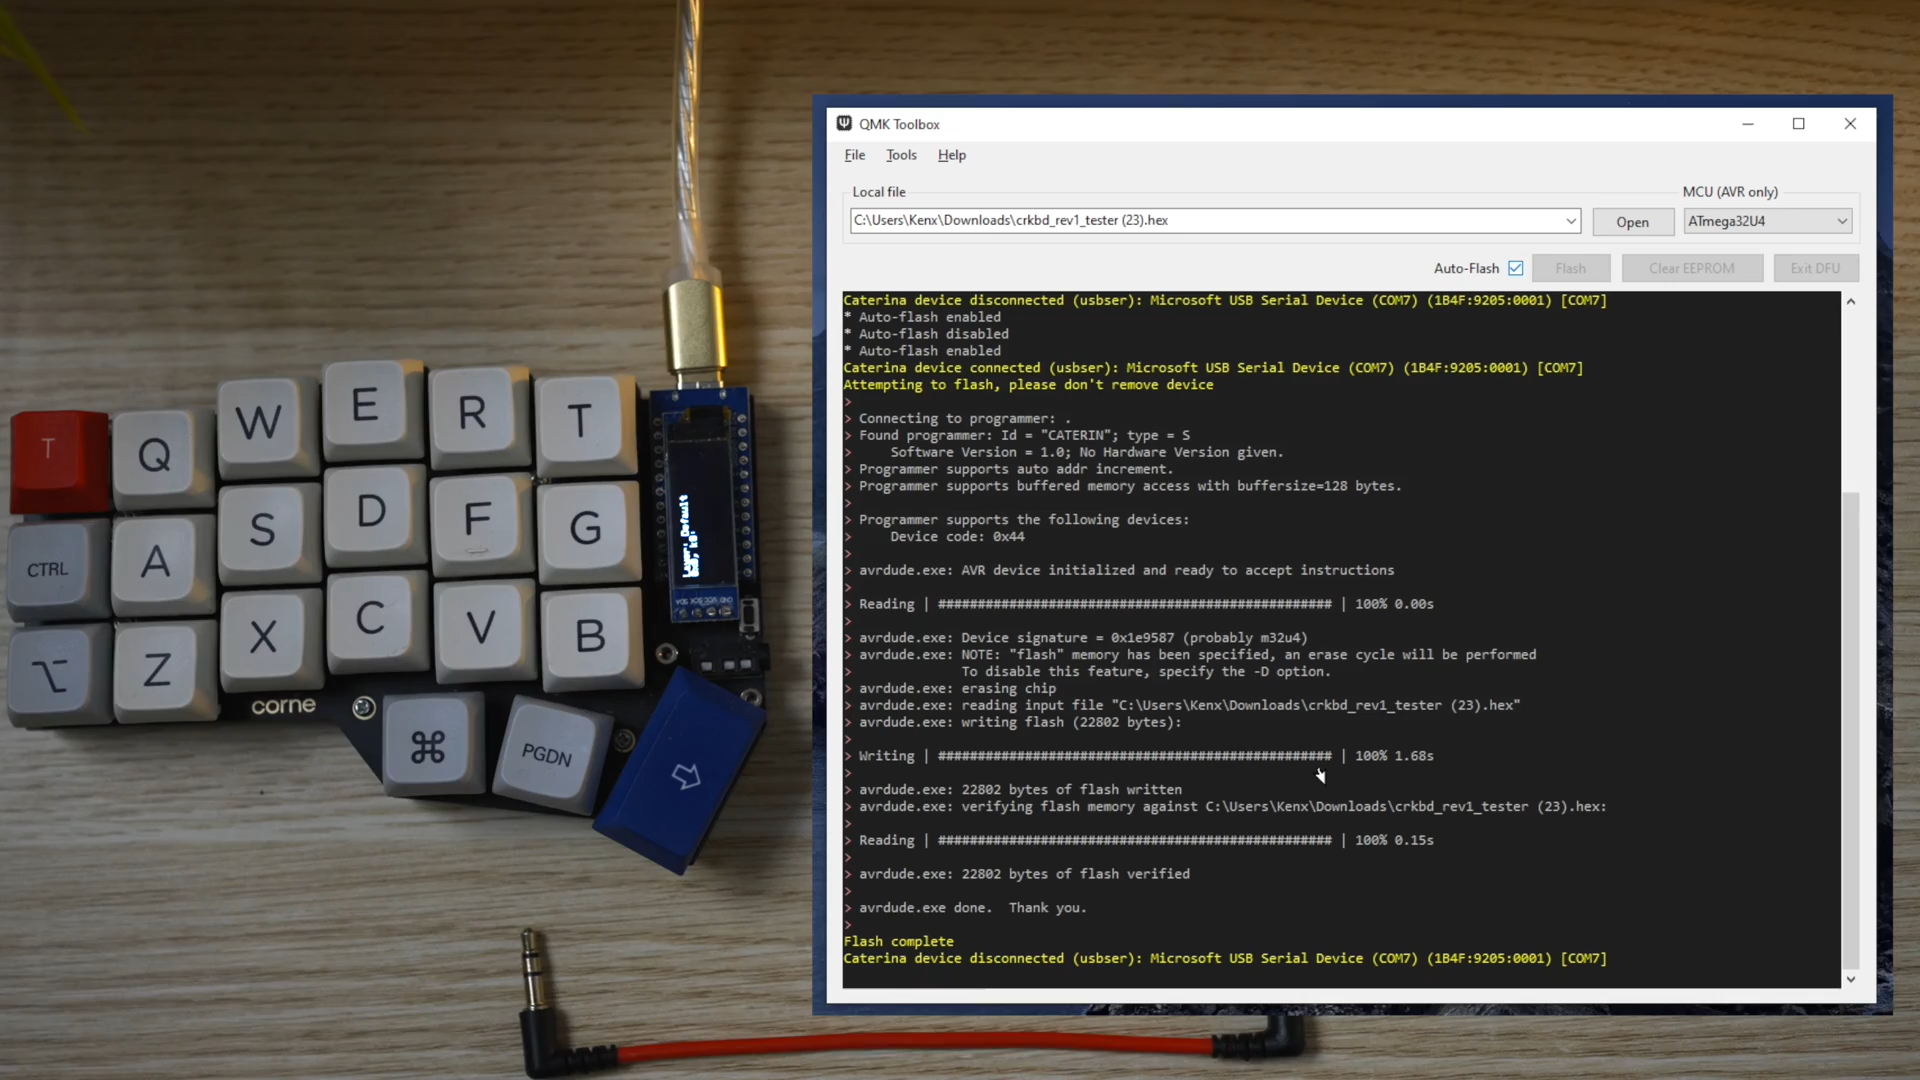 T
Q
W
E
R
T
CTRL
A
S
D
F
G
Z
X
C
V
B
⌥
corne
⌘
PGDN
Layer: Default
GND VCC SCK SDA
QMK Toolbox
File Tools Help
Local file
MCU (AVR only)
C:\Users\Kenx\Downloads\crkbd_rev1_tester (23).hex
Open
ATmega32U4
Auto-Flash
Flash
Clear EEPROM
Exit DFU
Caterina device disconnected (usbser): Microsoft USB Serial Device (COM7) (1B4F:9205:0001) [COM7]
* Auto-flash enabled
* Auto-flash disabled
* Auto-flash enabled
Caterina device connected (usbser): Microsoft USB Serial Device (COM7) (1B4F:9205:0001) [COM7]
Attempting to flash, please don't remove device
>
> Connecting to programmer: .
> Found programmer: Id = "CATERIN"; type = S
> Software Version = 1.0; No Hardware Version given.
> Programmer supports auto addr increment.
> Programmer supports buffered memory access with buffersize=128 bytes.
>
> Programmer supports the following devices:
> Device code: 0x44
>
> avrdude.exe: AVR device initialized and ready to accept instructions
>
> Reading | ################################################## | 100% 0.00s
>
> avrdude.exe: Device signature = 0x1e9587 (probably m32u4)
> avrdude.exe: NOTE: "flash" memory has been specified, an erase cycle will be performed
> To disable this feature, specify the -D option.
> avrdude.exe: erasing chip
> avrdude.exe: reading input file "C:\Users\Kenx\Downloads\crkbd_rev1_tester (23).hex"
> avrdude.exe: writing flash (22802 bytes):
>
> Writing | ################################################## | 100% 1.68s
>
> avrdude.exe: 22802 bytes of flash written
> avrdude.exe: verifying flash memory against C:\Users\Kenx\Downloads\crkbd_rev1_tester (23).hex:
>
> Reading | ################################################## | 100% 0.15s
>
> avrdude.exe: 22802 bytes of flash verified
>
> avrdude.exe done.  Thank you.
>
Flash complete
Caterina device disconnected (usbser): Microsoft USB Serial Device (COM7) (1B4F:9205:0001) [COM7]